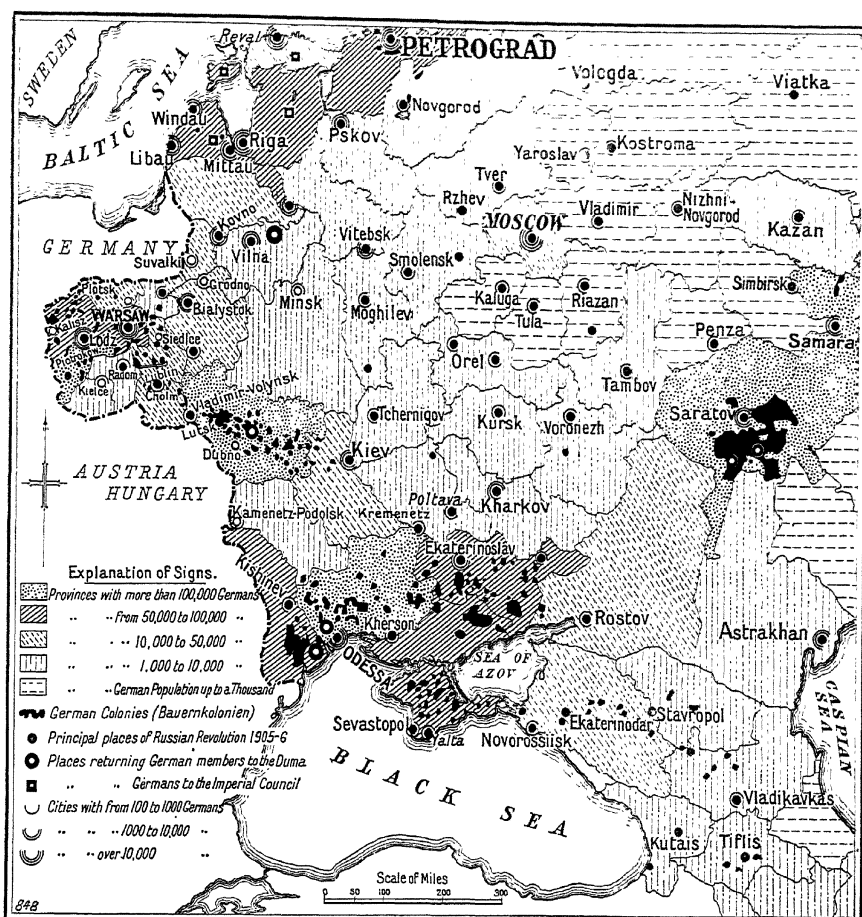 Reval
PETROGRAD
SWEDEN
BALTIC SEA
Vologda
Viatka
Novgorod
Windau
Riga
Pskov
Libau
Mittau
Yaroslav
Kostroma
Tver
Rzhev
MOSCOW
Vladimir
Nizhni-
Novgorod
Kazan
GERMANY
Kovno
Vilna
Vitebsk
Suvalki
Smolensk
Grodno
Minsk
Kaluga
Riazan
Simbirsk
Plotsk
Bialystok
Moghilev
Tula
Kalisz
WARSAW
Lodz
Siedlce
Penza
Samara
Orel
Radom
Lublin
Kielce
Cholm
Tambov
Vladimir-Volynsk
Tchernigov
Kursk
Voronezh
Saratov
Lutsk
Dubno
Kiev
AUSTRIA
HUNGARY
Poltava
Kharkov
Kamenetz-Podolsk
Kremenetz
Ekaterinoslav
Kishinev
Kherson
Rostov
ODESSA
SEA OF
AZOV
Astrakhan
CASPIAN
SEA
Sevastopol
Yalta
Ekaterinodar
Stavropol
Novorossiisk
BLACK SEA
Vladikavkas
Kutais
Tiflis
Explanation of Signs.
Provinces with more than 100,000 Germans
" " From 50,000 to 100,000 "
" " " 10,000 to 50,000 "
" " " 1,000 to 10,000 "
" " German Population up to a Thousand
German Colonies (Bauernkolonien)
Principal places of Russian Revolution 1905-6
Places returning German members to the Duma
" " Germans to the Imperial Council
Cities with from 100 to 1000 Germans
" " " 1000 to 10,000 "
" " " over 10,000 "
Scale of Miles
0 50 100 200 300
848